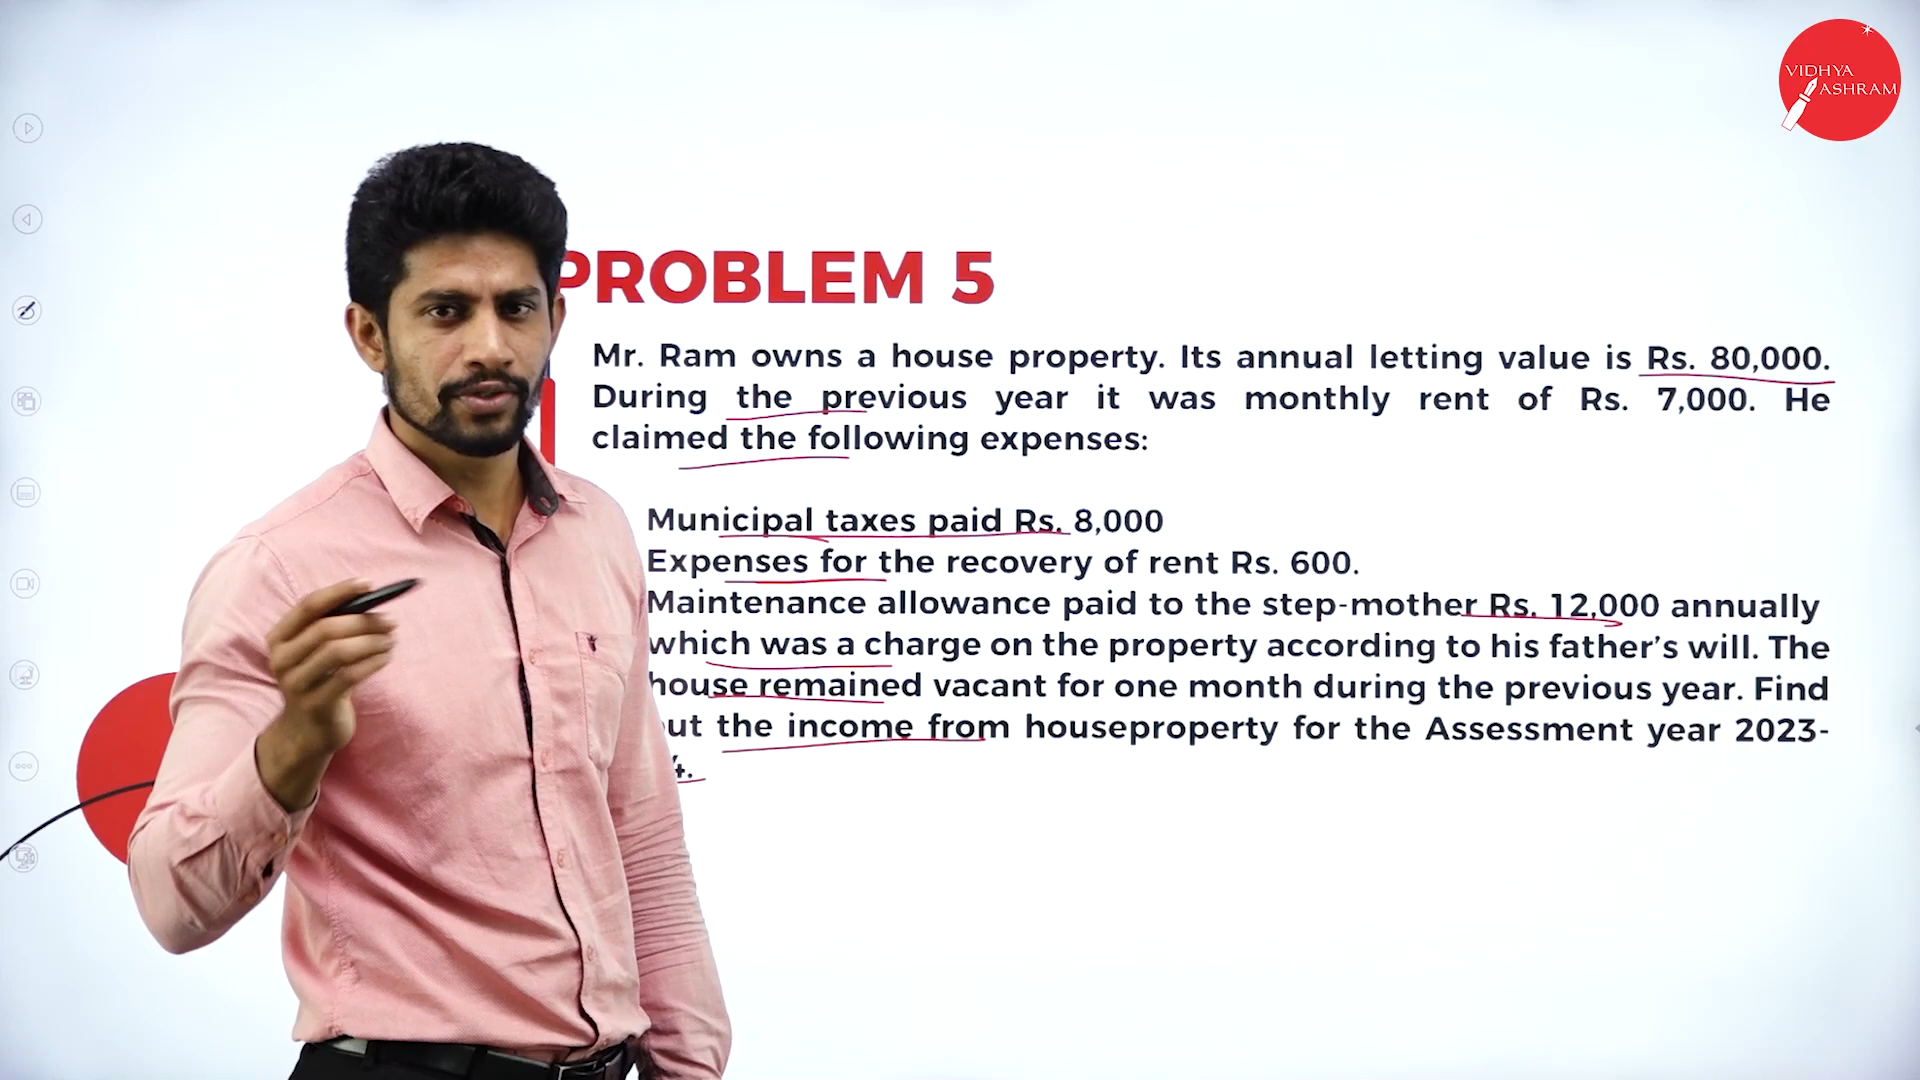 VIDHYA
ASHRAM
PROBLEM 5
Mr. Ram owns a house property. Its annual letting value is Rs. 80,000.
During the previous year it was monthly rent of Rs. 7,000. He
claimed the following expenses:
Municipal taxes paid Rs. 8,000
Expenses for the recovery of rent Rs. 600.
Maintenance allowance paid to the step-mother Rs. 12,000 annually
which was a charge on the property according to his father's will. The
house remained vacant for one month during the previous year. Find
the income from houseproperty for the Assessment year 2023-
4.